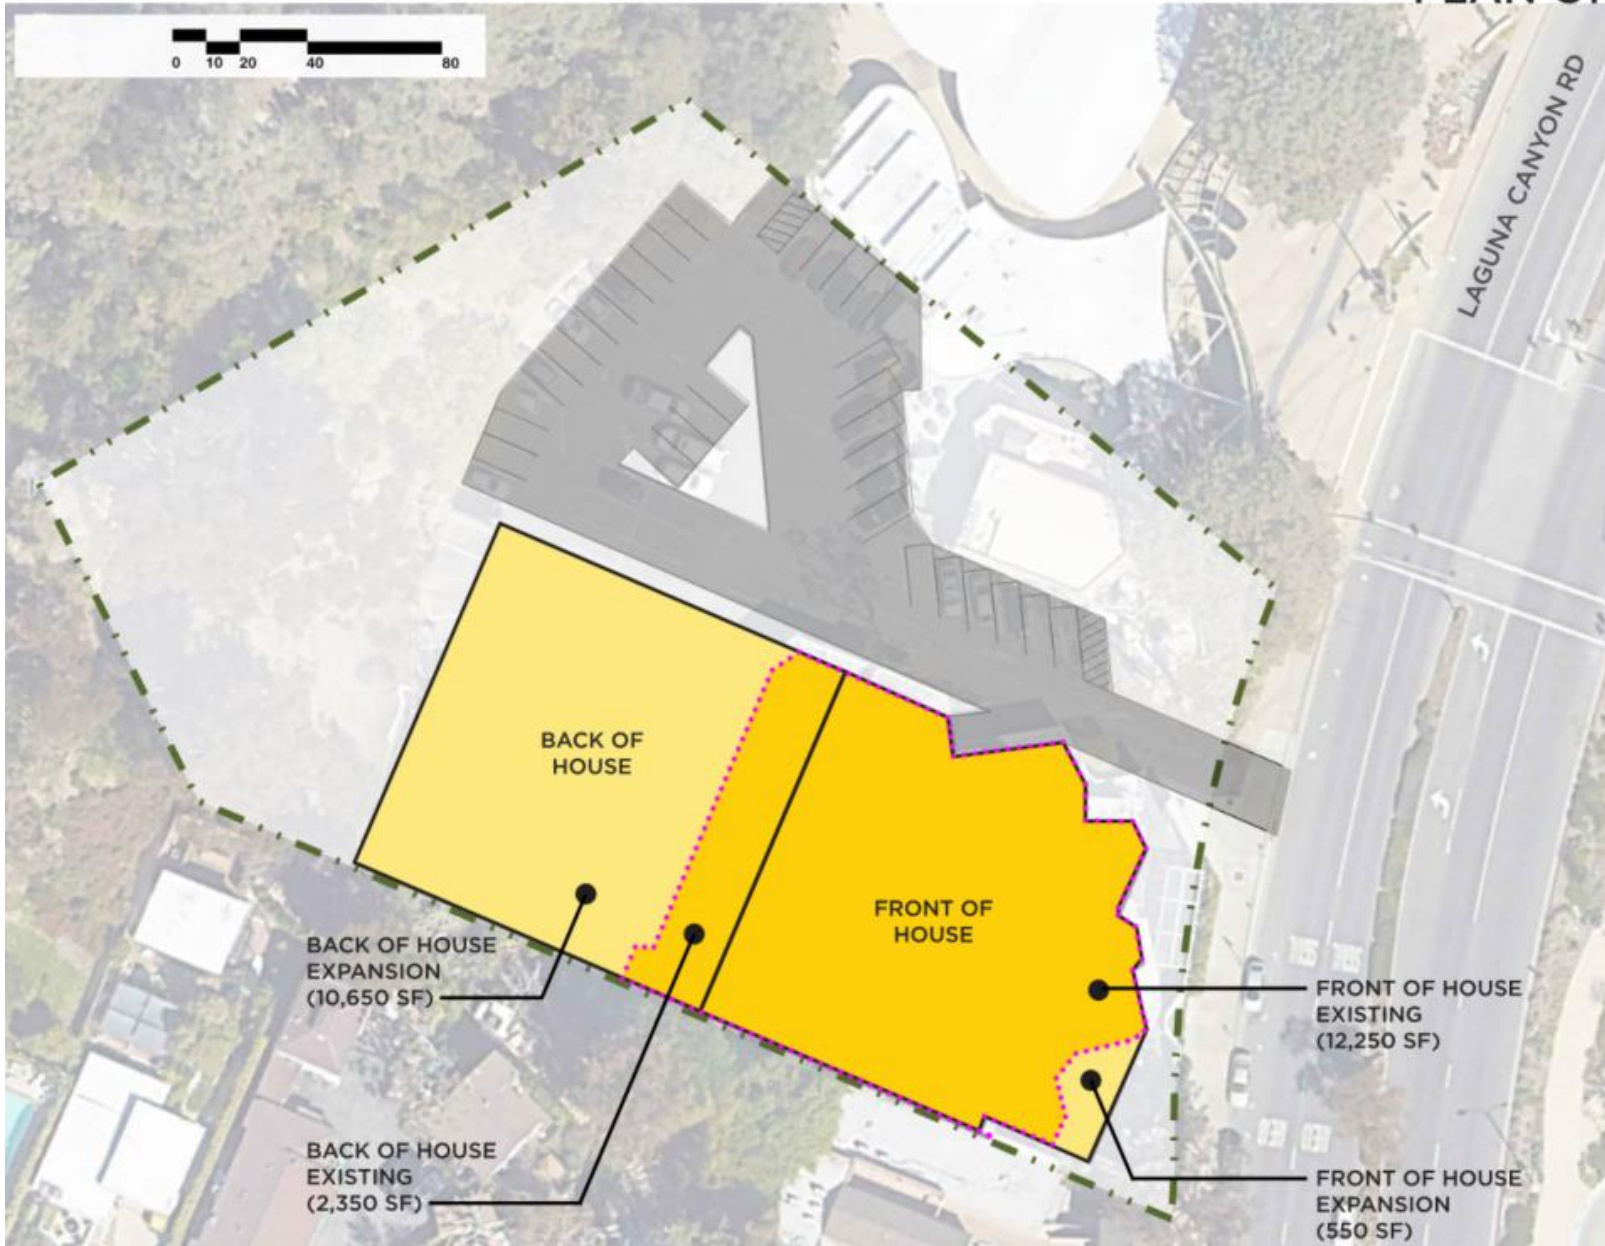 PLAN
0 10 20 40 80
LAGUNA CANYON RD
BACK OF
HOUSE
FRONT OF
HOUSE
BACK OF HOUSE
EXPANSION
(10,650 SF)
FRONT OF HOUSE
EXISTING
(12,250 SF)
BACK OF HOUSE
EXISTING
(2,350 SF)
FRONT OF HOUSE
EXPANSION
(550 SF)